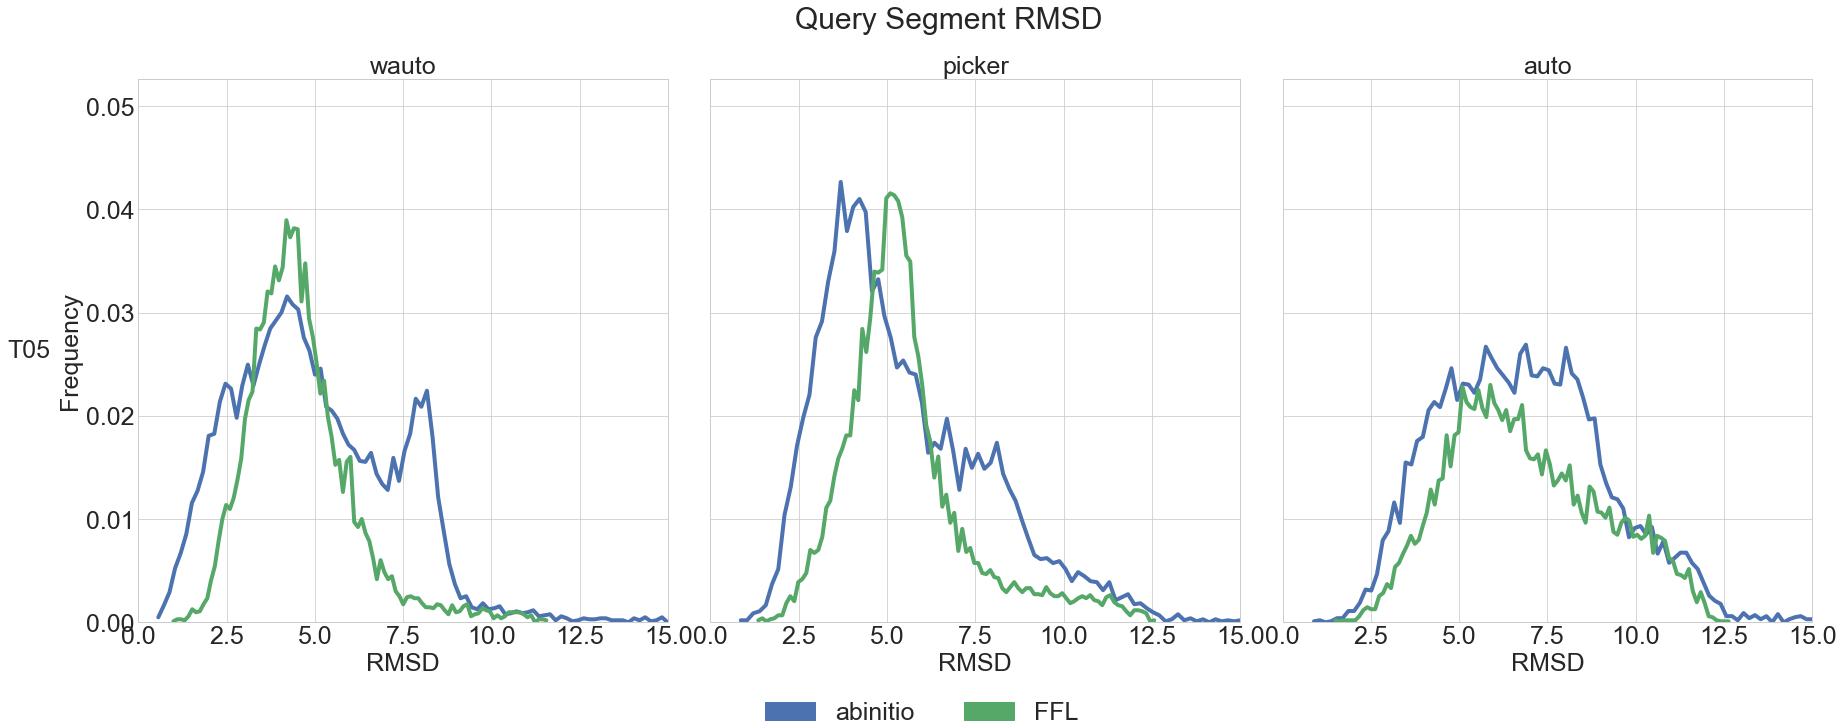 Query Segment RMSD
wauto picker auto
0.05
0.04
0.03
0.02
0.01
0.00
T05
Frequency
0.0 2.5 5.0 7.5 10.0 12.5 15.0
0.0 2.5 5.0 7.5 10.0 12.5 15.0
0.0 2.5 5.0 7.5 10.0 12.5 15.0
RMSD RMSD RMSD
abinitio FFL